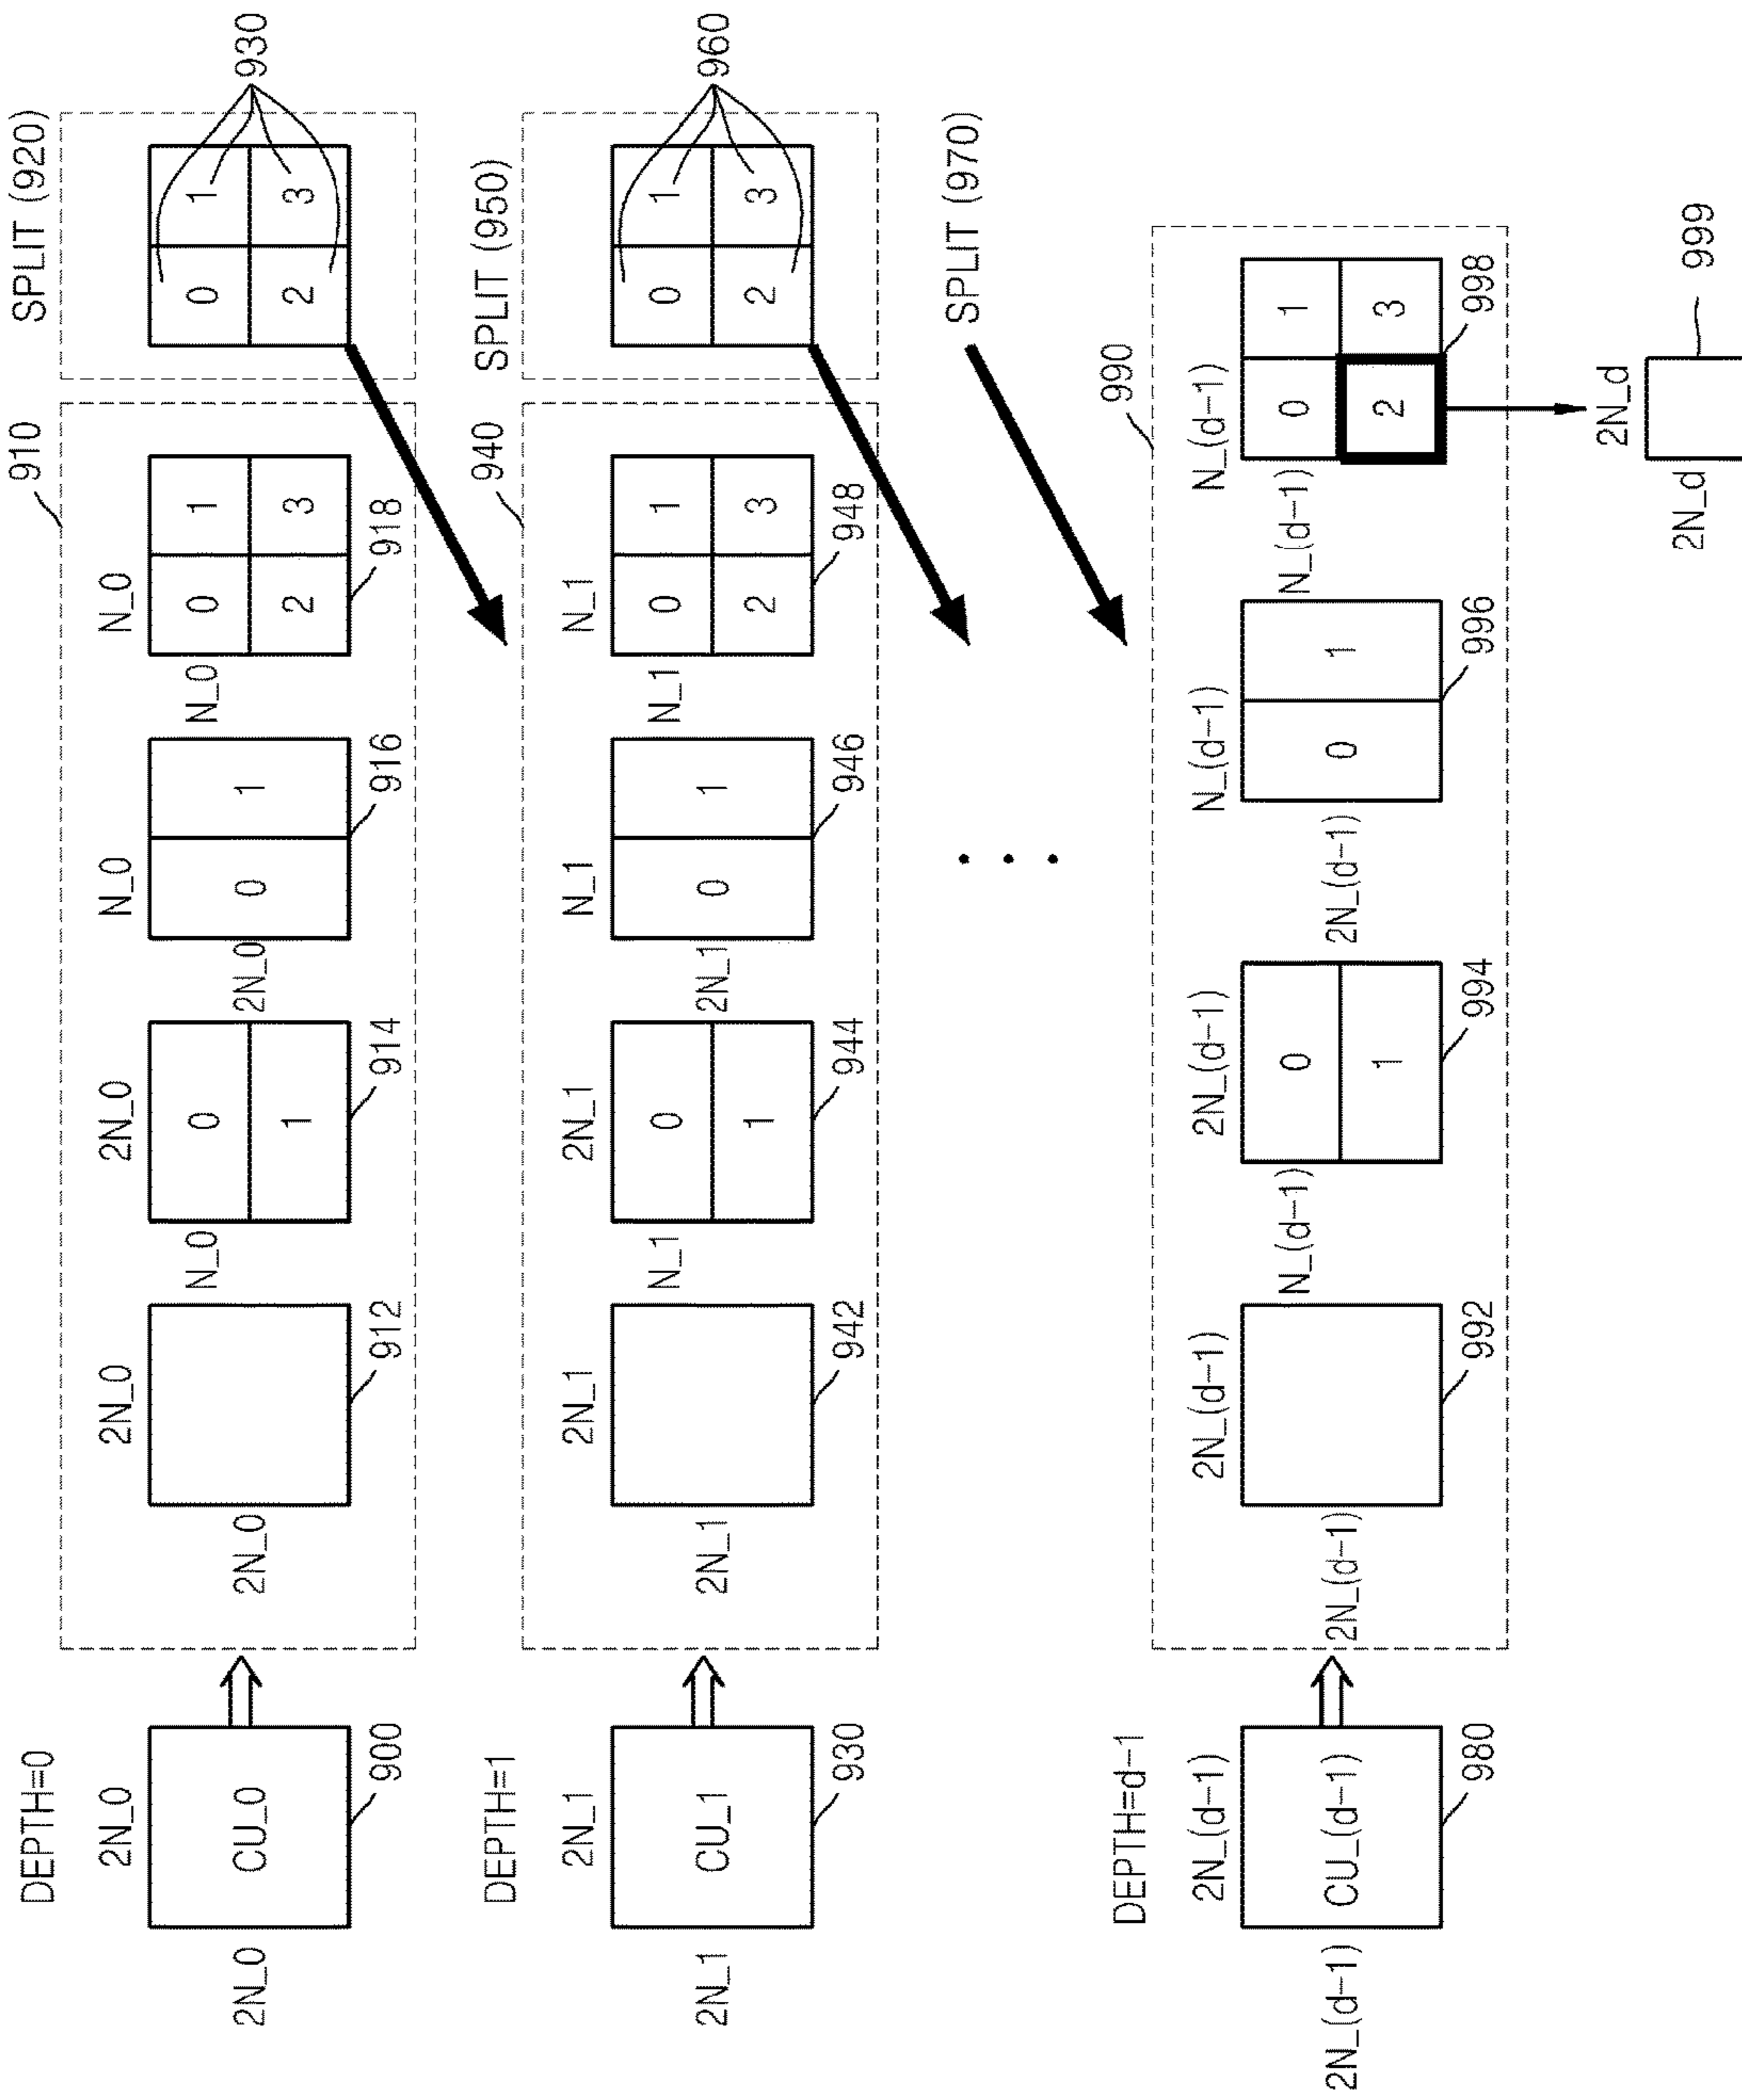 DEPTH=0
2N_0
2N_0
CU_0
900
910
2N_0
2N_0
912
2N_0
N_0
0
1
914
N_0
2N_0
0 1
916
N_0
N_0
0 1
2 3
918
SPLIT (920)
0 1
2 3
930
DEPTH=1
2N_1
2N_1
CU_1
930
940
2N_1
2N_1
942
2N_1
N_1
0
1
944
N_1
2N_1
0 1
946
N_1
N_1
0 1
2 3
948
SPLIT (950)
0 1
2 3
960
SPLIT (970)
DEPTH=d-1
2N_(d-1)
2N_(d-1)
CU_(d-1)
980
990
2N_(d-1)
2N_(d-1)
992
2N_(d-1)
N_(d-1)
0
1
994
N_(d-1)
2N_(d-1)
0 1
996
N_(d-1)
N_(d-1)
0 1
2 3
998
2N_d
2N_d
999